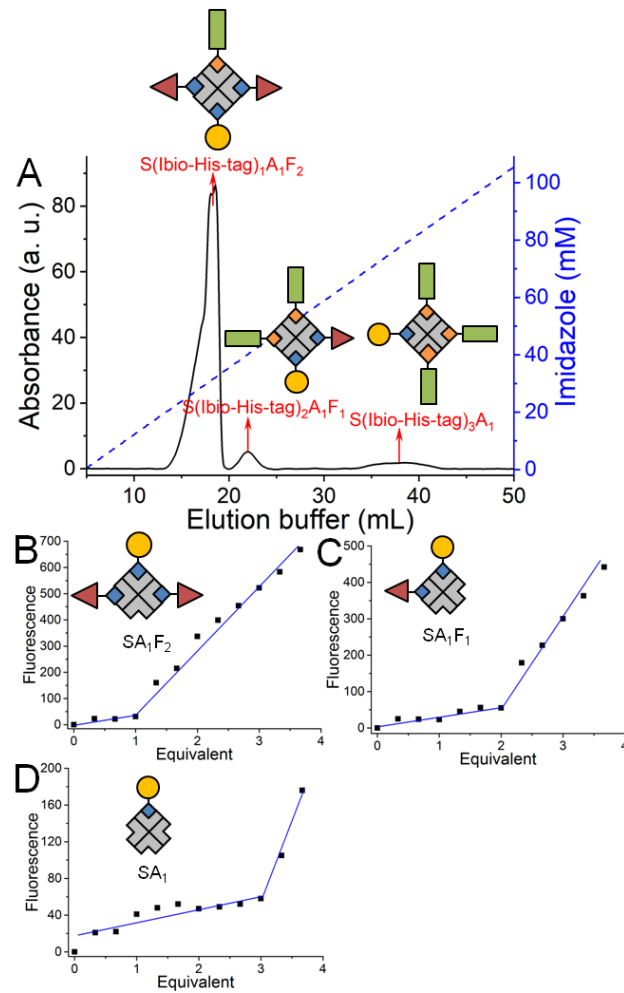 A
S(Ibio-His-tag)₁A₁F₂
S(Ibio-His-tag)₂A₁F₁
S(Ibio-His-tag)₃A₁
Absorbance (a. u.)
80
60
40
20
0
Imidazole (mM)
100
80
60
40
20
0
10 20 30 40 50
Elution buffer (mL)
B
SA₁F₂
Fluorescence
700
600
500
400
300
200
100
0
0 1 2 3 4
Equivalent
C
SA₁F₁
Fluorescence
500
400
300
200
100
0
0 1 2 3 4
Equivalent
D
SA₁
Fluorescence
200
160
120
80
40
0
0 1 2 3 4
Equivalent